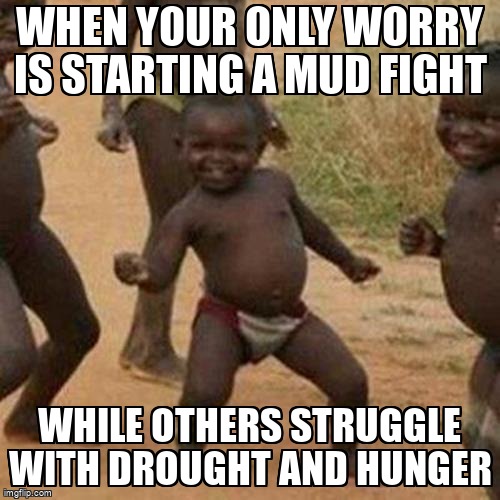 WHEN YOUR ONLY WORRY
IS STARTING A MUD FIGHT
WHILE OTHERS STRUGGLE
WITH DROUGHT AND HUNGER
imgflip.com